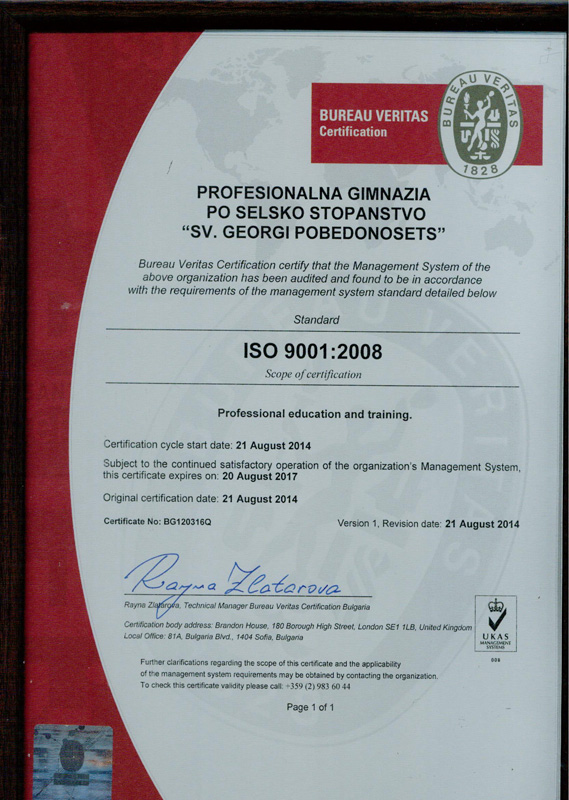 BUREAU VERITAS
Certification
BUREAU VERITAS
1828
PROFESIONALNA GIMNAZIA
PO SELSKO STOPANSTVO
“SV. GEORGI POBEDONOSETS”
Bureau Veritas Certification certify that the Management System of the
above organization has been audited and found to be in accordance
with the requirements of the management system standard detailed below
Standard
ISO 9001:2008
Scope of certification
Professional education and training.
Certification cycle start date: 21 August 2014
Subject to the continued satisfactory operation of the organization's Management System,
this certificate expires on: 20 August 2017
Original certification date: 21 August 2014
Certificate No: BG120316Q
Version 1, Revision date: 21 August 2014
Rayna Zlatarova
Rayna Zlatarova, Technical Manager Bureau Veritas Certification Bulgaria
Certification body address: Brandon House, 180 Borough High Street, London SE1 1LB, United Kingdom
Local Office: 81A, Bulgaria Blvd., 1404 Sofia, Bulgaria
UKAS
MANAGEMENT
SYSTEMS
008
Further clarifications regarding the scope of this certificate and the applicability
of the management system requirements may be obtained by contacting the organization.
To check this certificate validity please call: +359 (2) 983 60 44
Page 1 of 1